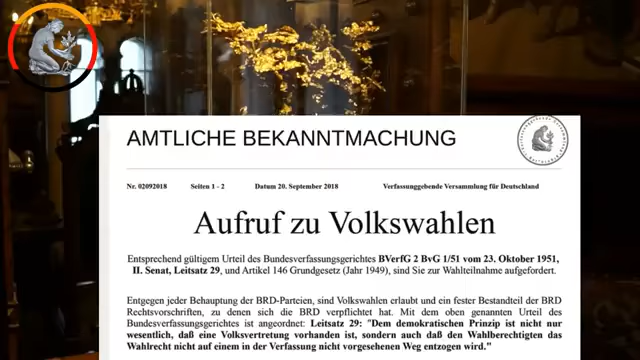 AMTLICHE BEKANNTMACHUNG
Nr. 02092018 Seiten 1 - 2 Datum 20. September 2018 Verfassunggebende Versammlung für Deutschland
Aufruf zu Volkswahlen
Entsprechend gültigem Urteil des Bundesverfassungsgerichtes BVerfG 2 BvG 1/51 vom 23. Oktober 1951,
II. Senat, Leitsatz 29, und Artikel 146 Grundgesetz (Jahr 1949), sind Sie zur Wahlteilnahme aufgefordert.
Entgegen jeder Behauptung der BRD-Parteien, sind Volkswahlen erlaubt und ein fester Bestandteil der BRD
Rechtsvorschriften, zu denen sich die BRD verpflichtet hat. Mit dem oben genannten Urteil des
Bundesverfassungsgerichtes ist angeordnet: Leitsatz 29: "Dem demokratischen Prinzip ist nicht nur
wesentlich, daß eine Volksvertretung vorhanden ist, sondern auch daß den Wahlberechtigten das
Wahlrecht nicht auf einem in der Verfassung nicht vorgesehenen Weg entzogen wird."